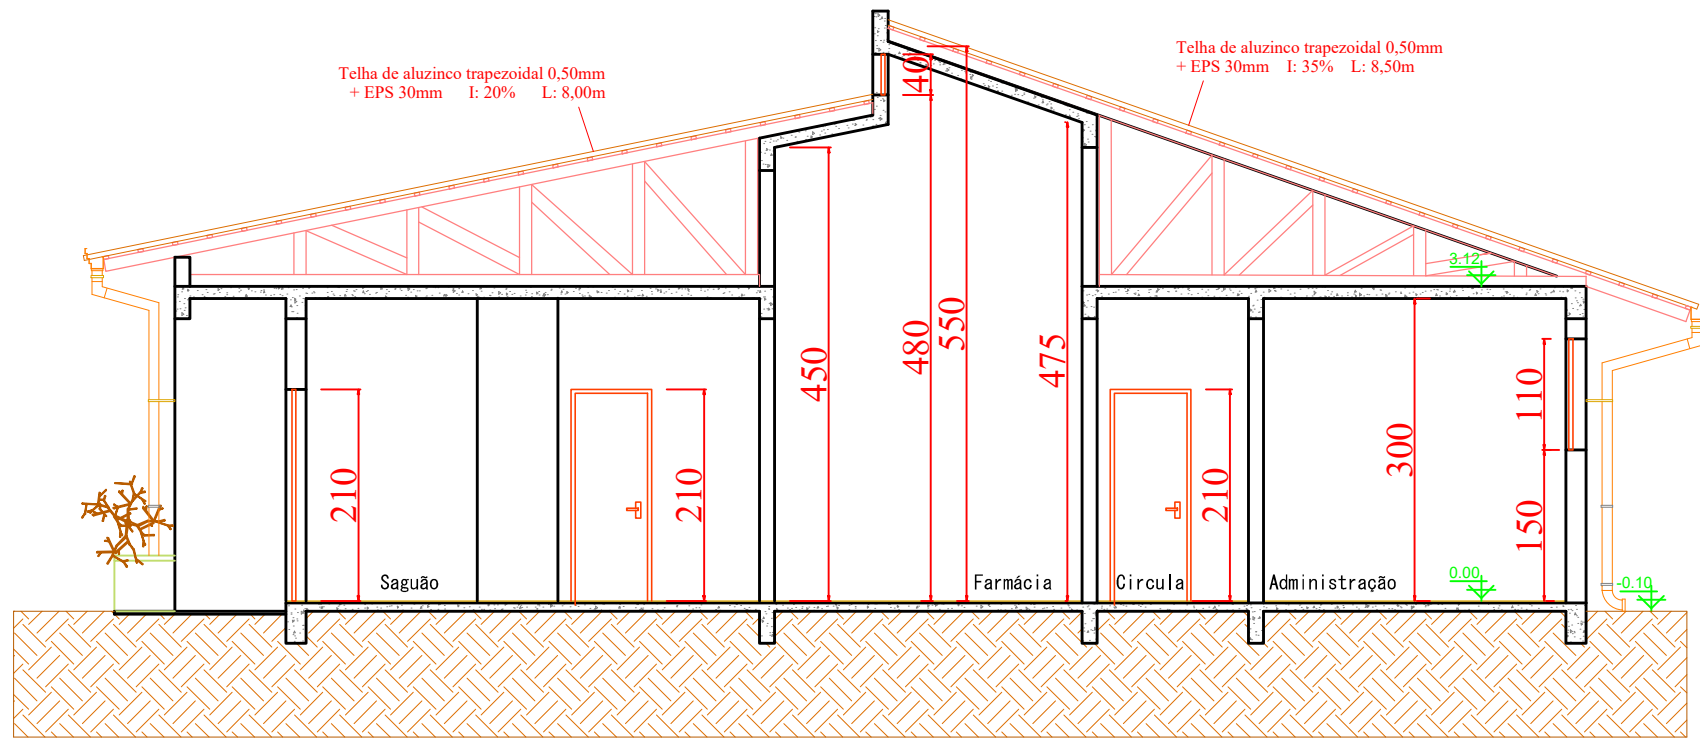 Telha de aluzinco trapezoidal 0,50mm
+ EPS 30mm I: 20% L: 8,00m
Telha de aluzinco trapezoidal 0,50mm
+ EPS 30mm I: 35% L: 8,50m
40
3.12
450
480
550
475
110
300
210
210
210
150
Saguão
Farmácia
Circula
Administração
0.00
-0.10